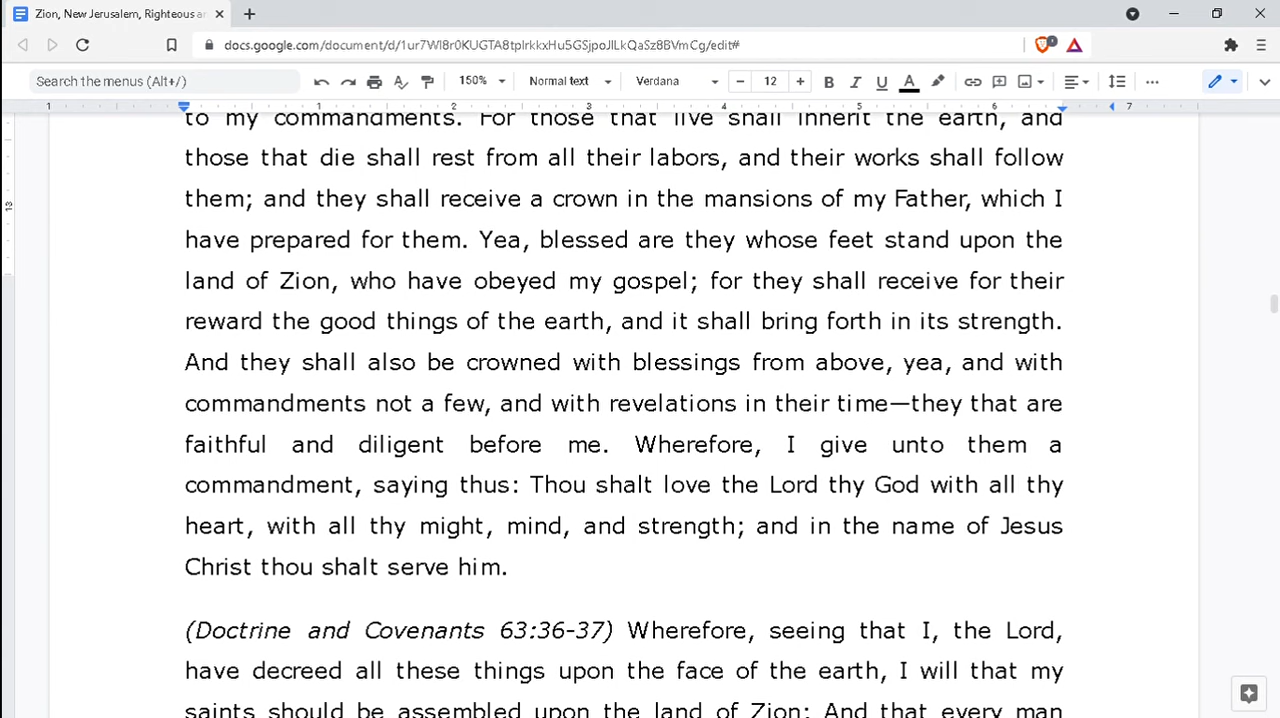 Zion, New Jerusalem, Righteous a
docs.google.com/document/d/1ur7Wl8r0KUGTA8tplrkkxHu5GSjpoJlLkQaSz8BVmCg/edit#
Search the menus (Alt+/) 150% Normal text Verdana − 12 + B I U A
1 1 2 3 4 5 6 7
13
to my commandments. For those that live shall inherit the earth, and
those that die shall rest from all their labors, and their works shall follow
them; and they shall receive a crown in the mansions of my Father, which I
have prepared for them. Yea, blessed are they whose feet stand upon the
land of Zion, who have obeyed my gospel; for they shall receive for their
reward the good things of the earth, and it shall bring forth in its strength.
And they shall also be crowned with blessings from above, yea, and with
commandments not a few, and with revelations in their time—they that are
faithful and diligent before me. Wherefore, I give unto them a
commandment, saying thus: Thou shalt love the Lord thy God with all thy
heart, with all thy might, mind, and strength; and in the name of Jesus
Christ thou shalt serve him.
(Doctrine and Covenants 63:36-37) Wherefore, seeing that I, the Lord,
have decreed all these things upon the face of the earth, I will that my
saints should be assembled upon the land of Zion; And that every man